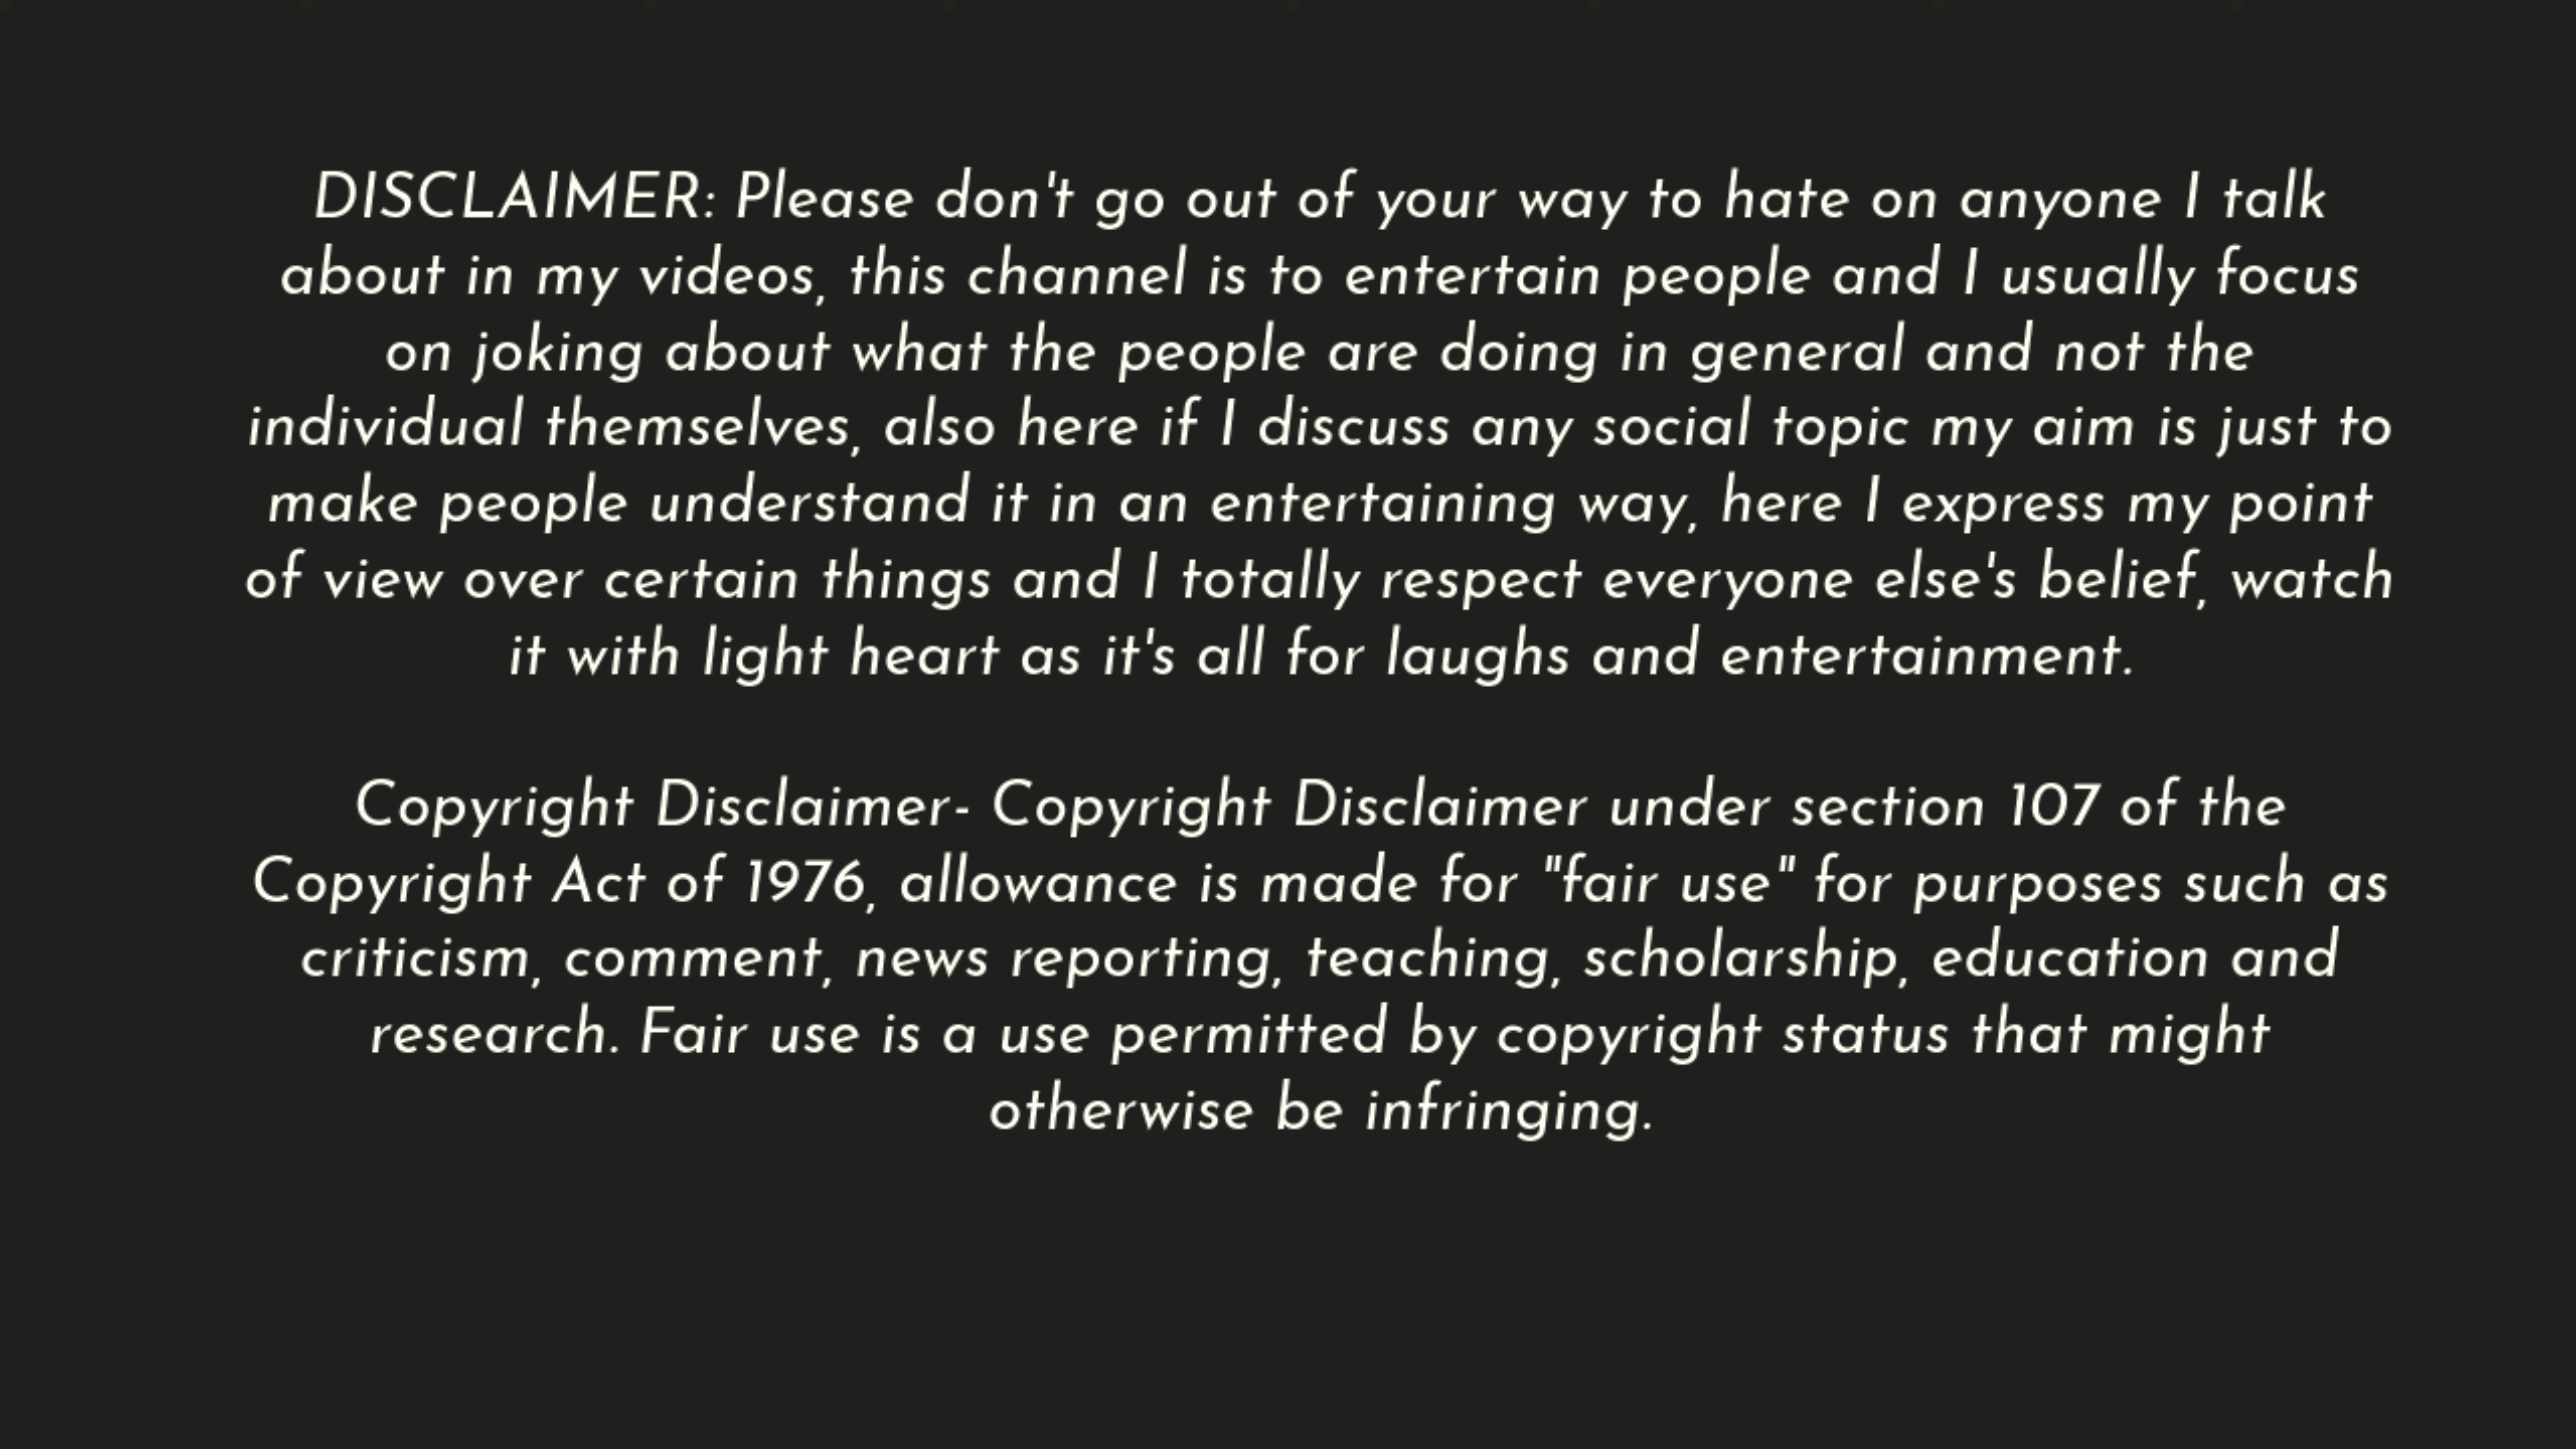 DISCLAIMER: Please don't go out of your way to hate on anyone I talk
about in my videos, this channel is to entertain people and I usually focus
on joking about what the people are doing in general and not the
individual themselves, also here if I discuss any social topic my aim is just to
make people understand it in an entertaining way, here I express my point
of view over certain things and I totally respect everyone else's belief, watch
it with light heart as it's all for laughs and entertainment.
Copyright Disclaimer- Copyright Disclaimer under section 107 of the
Copyright Act of 1976, allowance is made for "fair use" for purposes such as
criticism, comment, news reporting, teaching, scholarship, education and
research. Fair use is a use permitted by copyright status that might
otherwise be infringing.